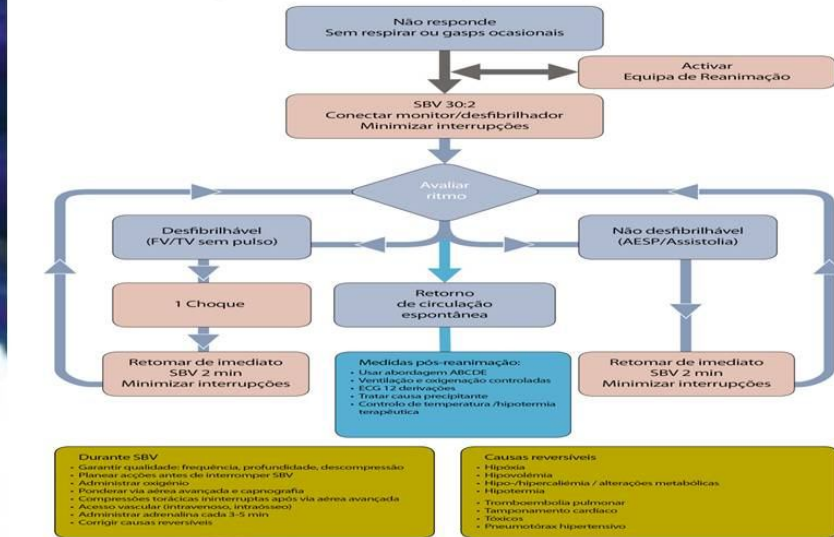 Não responde
Sem respirar ou gasps ocasionais
Activar
Equipa de Reanimação
SBV 30:2
Conectar monitor/desfibrilhador
Minimizar interrupções
Avaliar
ritmo
Desfibrilhável
(FV/TV sem pulso)
Não desfibrilhável
(AESP/Assistolia)
1 Choque
Retorno
de circulação
espontânea
Retomar de imediato
SBV 2 min
Minimizar interrupções
Medidas pós-reanimação:
• Usar abordagem ABCDE
• Ventilação e oxigenação controladas
• ECG 12 derivações
• Tratar causa precipitante
• Controlo de temperatura /hipotermia
terapêutica
Retomar de imediato
SBV 2 min
Minimizar interrupções
Durante SBV
• Garantir qualidade: frequência, profundidade, descompressão
• Planear acções antes de interromper SBV
• Administrar oxigénio
• Ponderar via aérea avançada e capnografia
• Compressões torácicas ininterruptas após via aérea avançada
• Acesso vascular (intravenoso, intraósseo)
• Administrar adrenalina cada 3-5 min
• Corrigir causas reversíveis
Causas reversíveis
• Hipóxia
• Hipovolémia
• Hipo-/hipercaliémia / alterações metabólicas
• Hipotermia
• Tromboembolia pulmonar
• Tamponamento cardíaco
• Tóxicos
• Pneumotórax hipertensivo